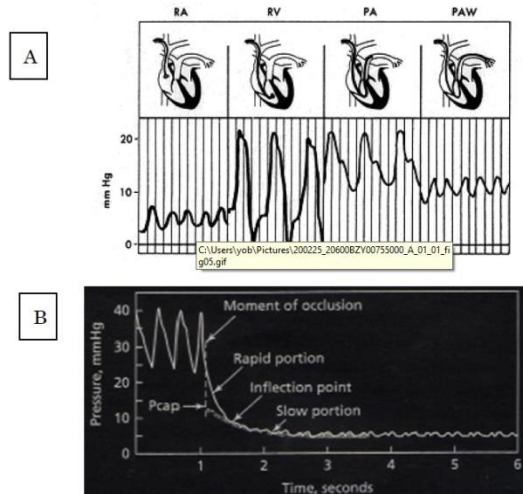 A
RA RV PA PAW
20
mm Hg
10
0
C:\Users\yob\Pictures\200225_20600BZY00755000_A_01_01_fi
g05.gif
B
Pressure, mmHg
40
30
20
10
0
Moment of occlusion
Rapid portion
Inflection point
Pcap
Slow portion
0 1 2 3 4 5 6
Time, seconds